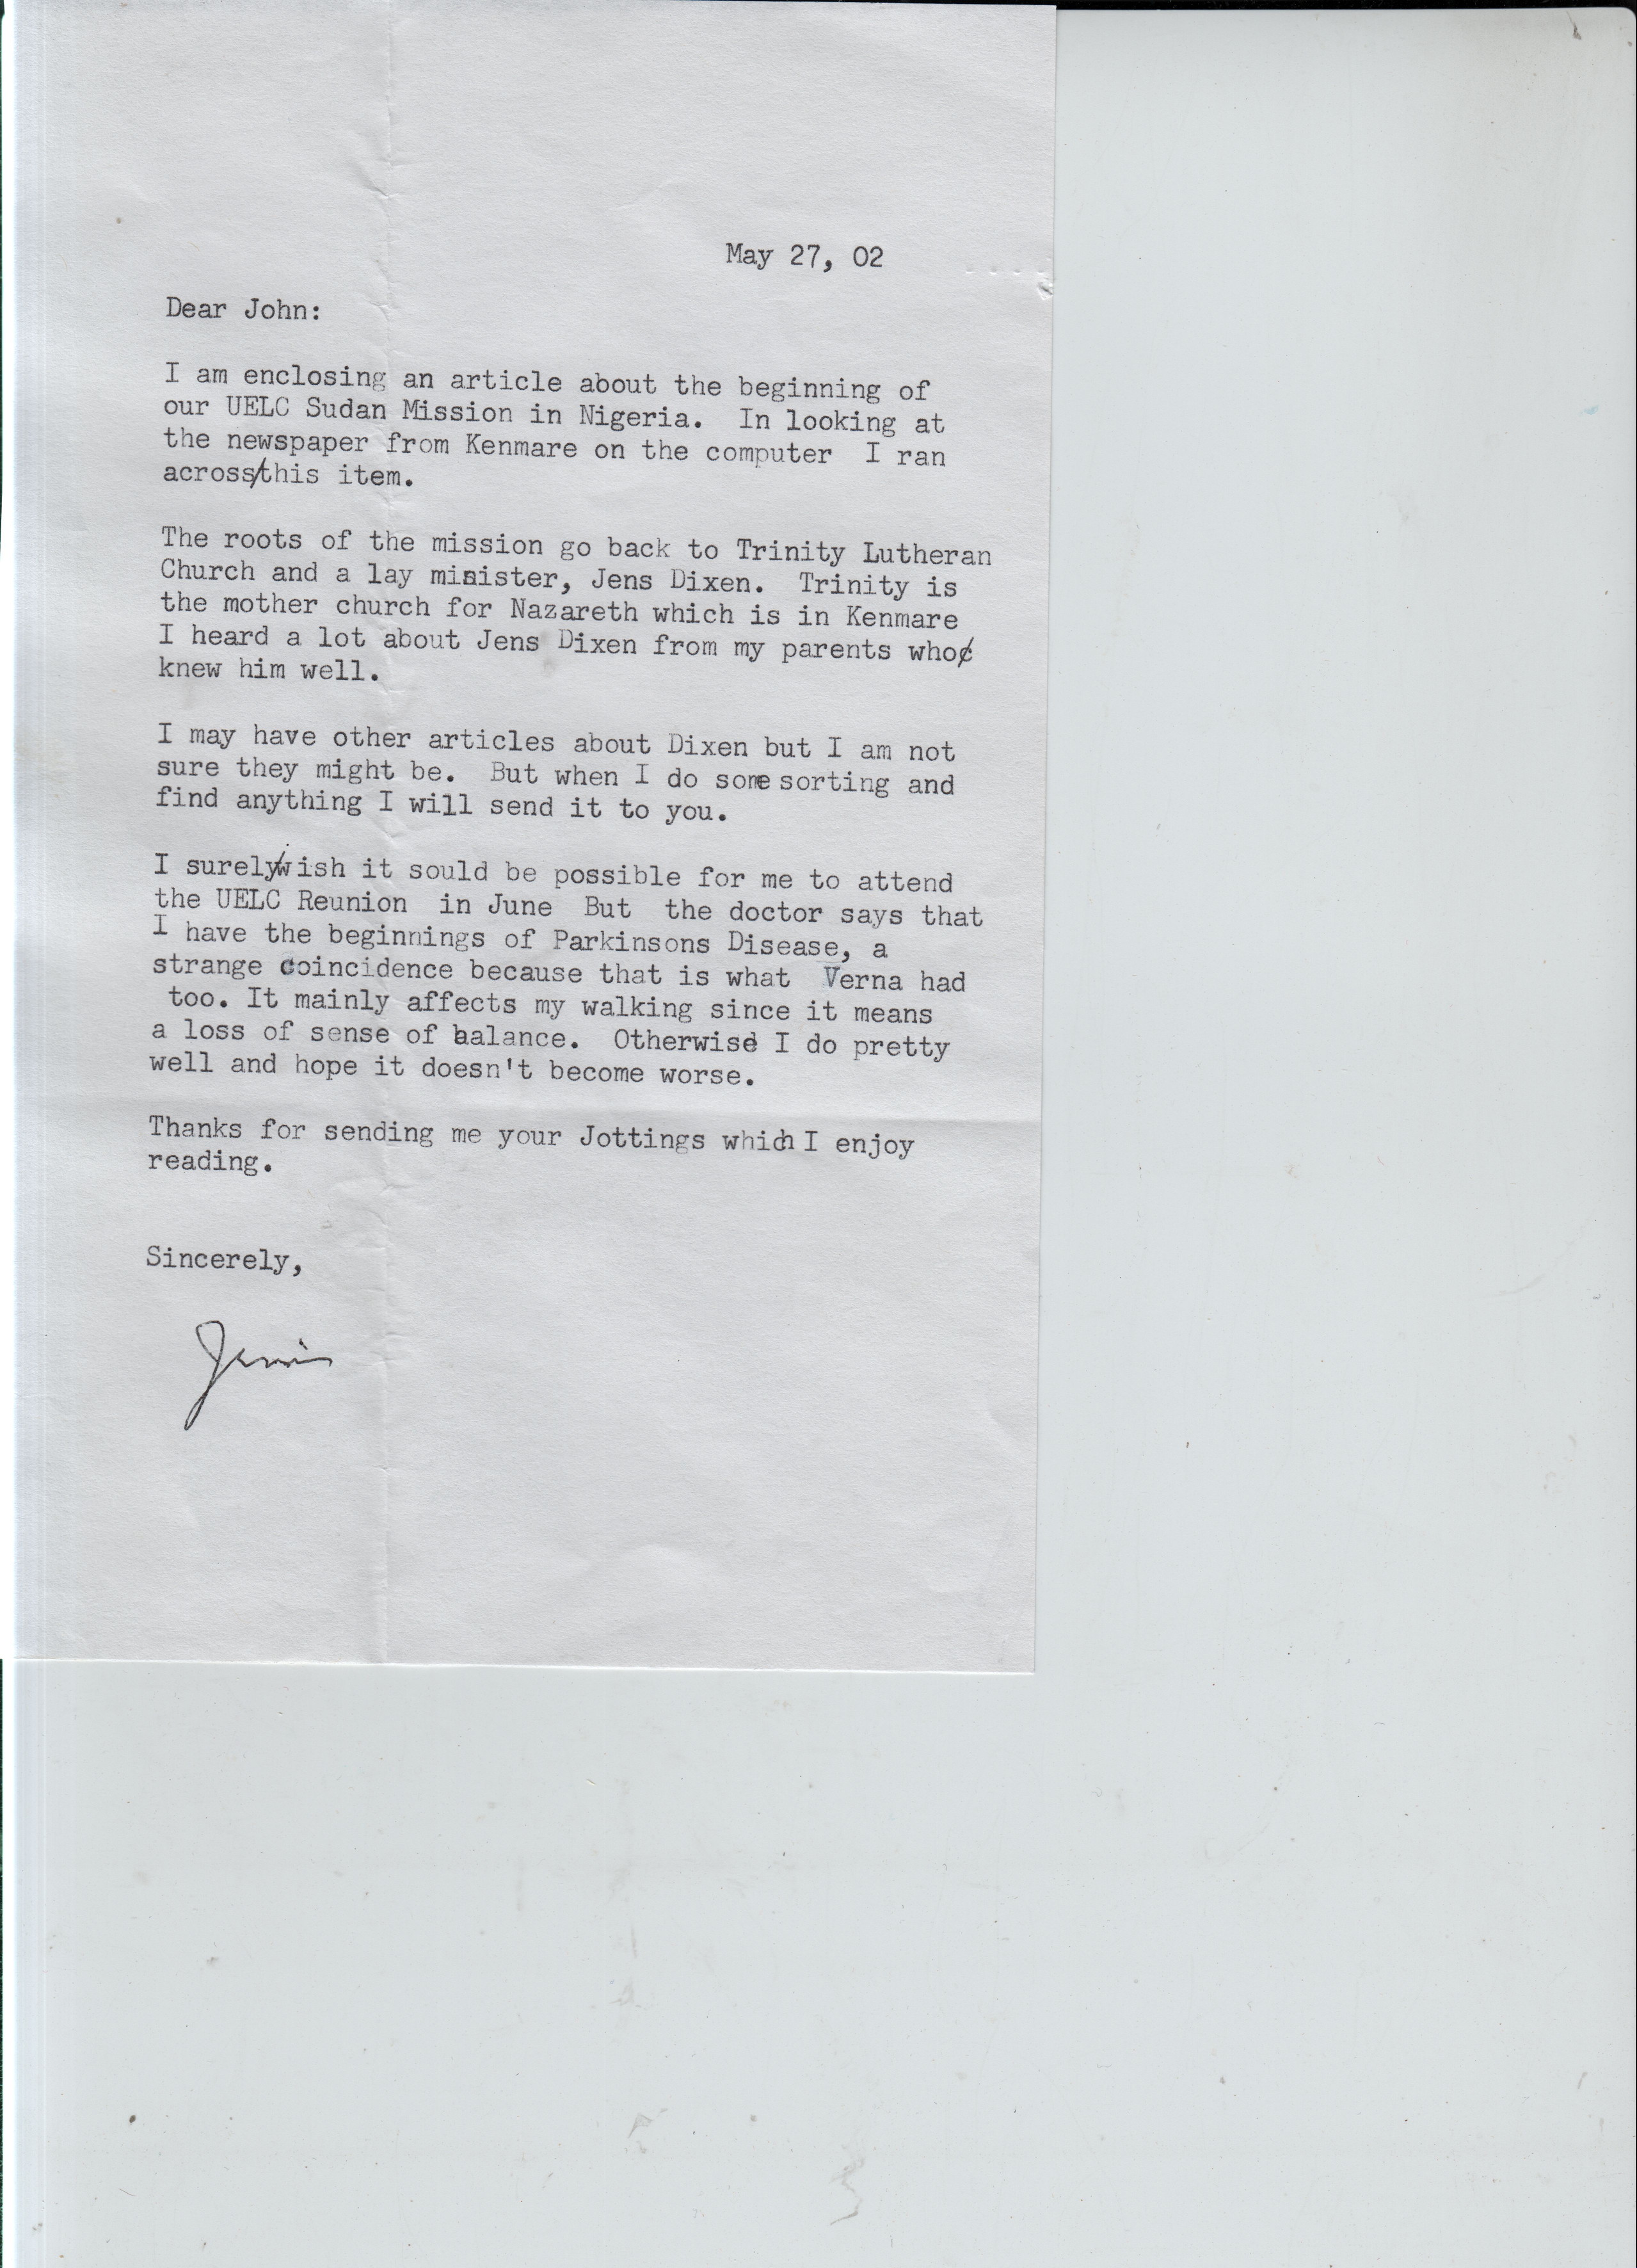 May 27, 02
Dear John:
I am enclosing an article about the beginning of
our UELC Sudan Mission in Nigeria.  In looking at
the newspaper from Kenmare on the computer  I ran
across/this item.
The roots of the mission go back to Trinity Lutheran
Church and a lay minister, Jens Dixen.  Trinity is
the mother church for Nazareth which is in Kenmare
I heard a lot about Jens Dixen from my parents who
knew him well.
I may have other articles about Dixen but I am not
sure they might be.  But when I do some sorting and
find anything I will send it to you.
I surely/wish it sould be possible for me to attend
the UELC Reunion  in June  But  the doctor says that
I have the beginnings of Parkinsons Disease, a
strange coincidence because that is what  Verna had
too. It mainly affects my walking since it means
a loss of sense of balance.  Otherwise I do pretty
well and hope it doesn't become worse.
Thanks for sending me your Jottings which I enjoy
reading.
Sincerely,